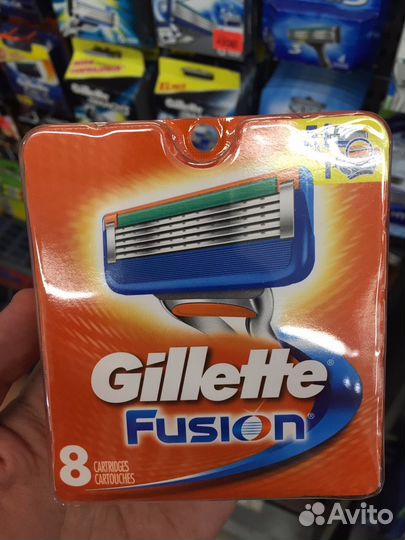 Gillette®
FUSION®
8 CARTRIDGES
CARTOUCHES
Avito